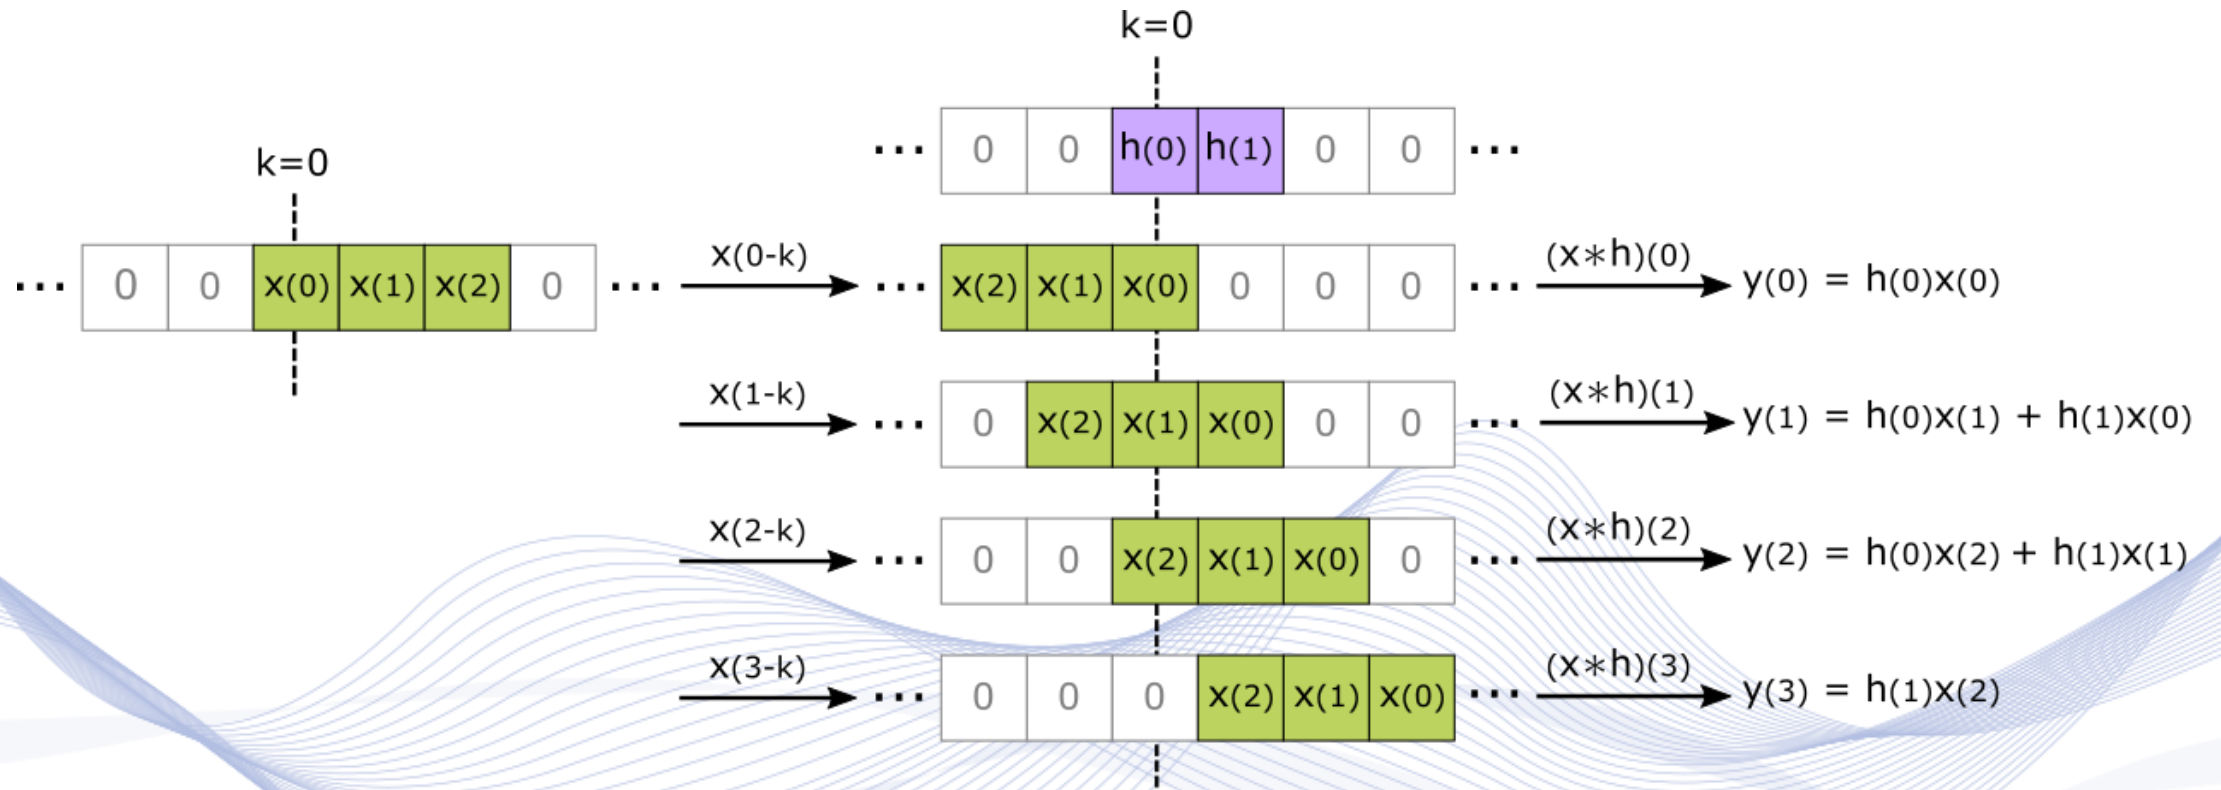 k=0
... 0 0 h(0) h(1) 0 0 ...
k=0
... 0 0 x(0) x(1) x(2) 0 ... x(0-k) ... x(2) x(1) x(0) 0 0 0 ... (x∗h)(0) y(0) = h(0)x(0)
x(1-k) ... 0 x(2) x(1) x(0) 0 0 ... (x∗h)(1) y(1) = h(0)x(1) + h(1)x(0)
x(2-k) ... 0 0 x(2) x(1) x(0) 0 ... (x∗h)(2) y(2) = h(0)x(2) + h(1)x(1)
x(3-k) ... 0 0 0 x(2) x(1) x(0) ... (x∗h)(3) y(3) = h(1)x(2)